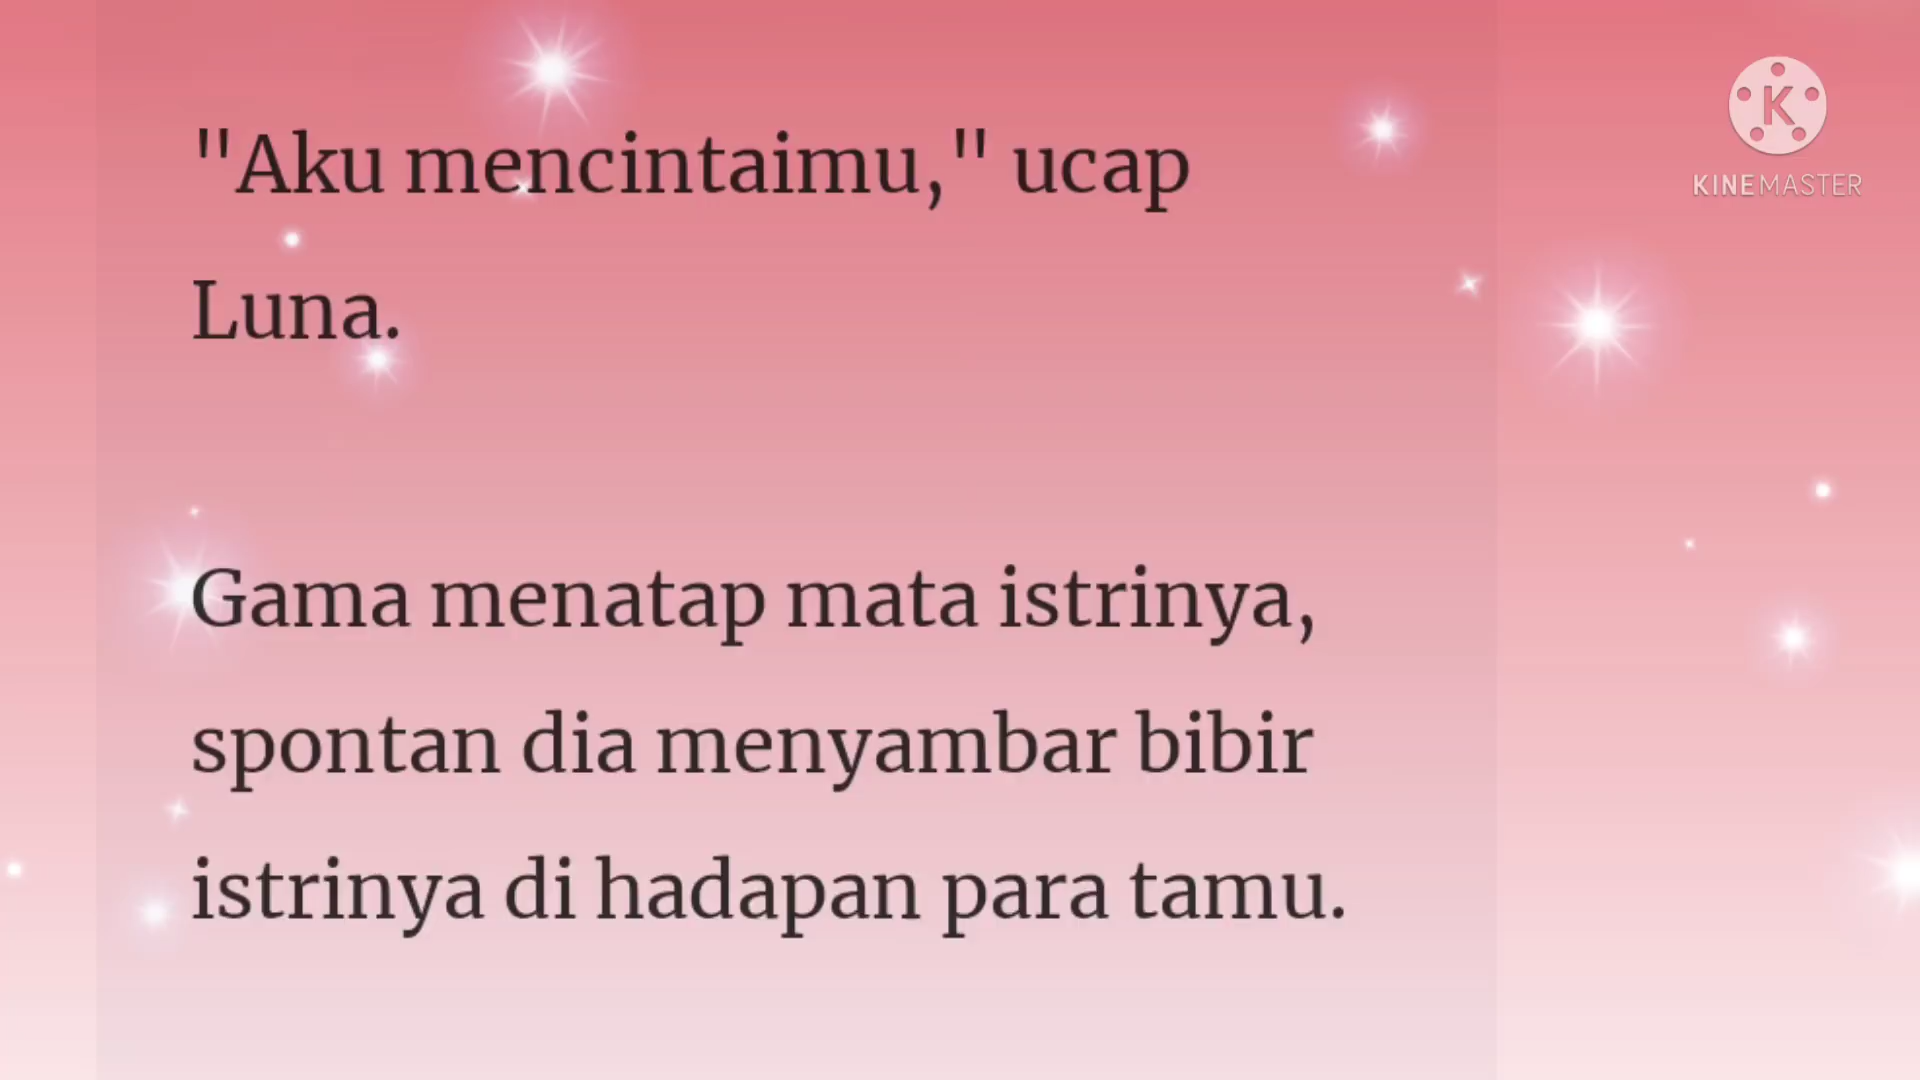 "Aku mencintaimu," ucap
Luna.
Gama menatap mata istrinya,
spontan dia menyambar bibir
istrinya di hadapan para tamu.
K
KINEMASTER